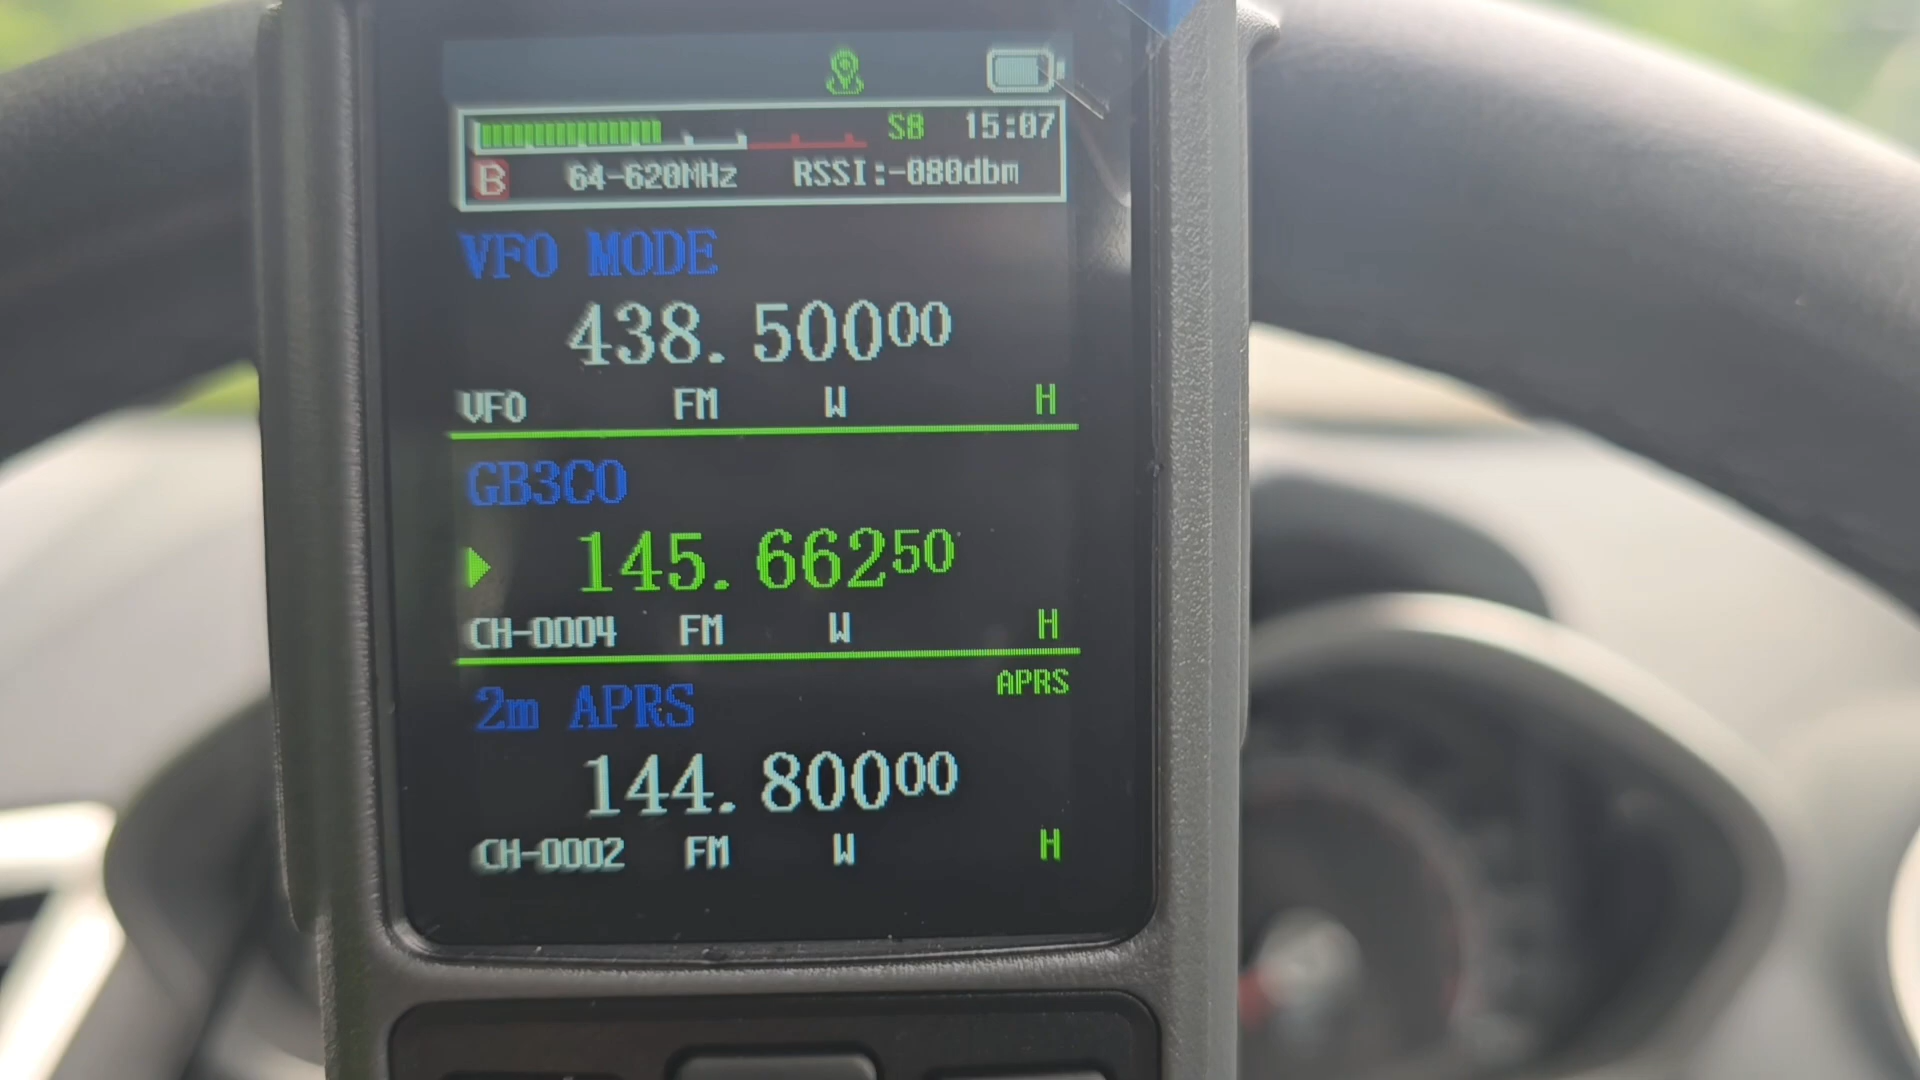 S8 15:07
B 64-620MHz RSSI:-080dbm
VFO MODE
438.50000
VFO FM W H
GB3CO
145.66250
CH-0004 FM W H
APRS
2m APRS
144.80000
CH-0002 FM W H